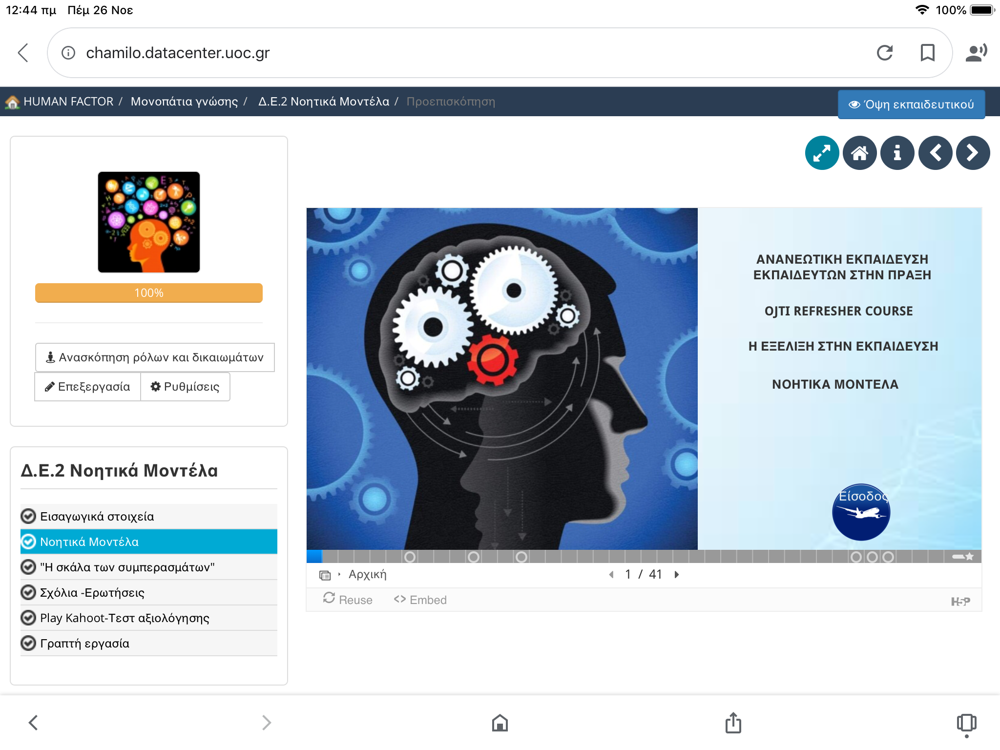 12:44 πμ Πέμ 26 Νοε
100%
chamilo.datacenter.uoc.gr
HUMAN FACTOR / Μονοπάτια γνώσης / Δ.Ε.2 Νοητικά Μοντέλα / Προεπισκόπηση
Όψη εκπαιδευτικού
100%
Ανασκόπηση ρόλων και δικαιωμάτων
Επεξεργασία
Ρυθμίσεις
Δ.Ε.2 Νοητικά Μοντέλα
Εισαγωγικά στοιχεία
Νοητικά Μοντέλα
"Η σκάλα των συμπερασμάτων"
Σχόλια -Ερωτήσεις
Play Kahoot-Τεστ αξιολόγησης
Γραπτή εργασία
ΑΝΑΝΕΩΤΙΚΗ ΕΚΠΑΙΔΕΥΣΗ
ΕΚΠΑΙΔΕΥΤΩΝ ΣΤΗΝ ΠΡΑΞΗ
OJTI REFRESHER COURSE
Η ΕΞΕΛΙΞΗ ΣΤΗΝ ΕΚΠΑΙΔΕΥΣΗ
ΝΟΗΤΙΚΑ ΜΟΝΤΕΛΑ
Είσοδος
Αρχική
1 / 41
Reuse
<> Embed
H5P